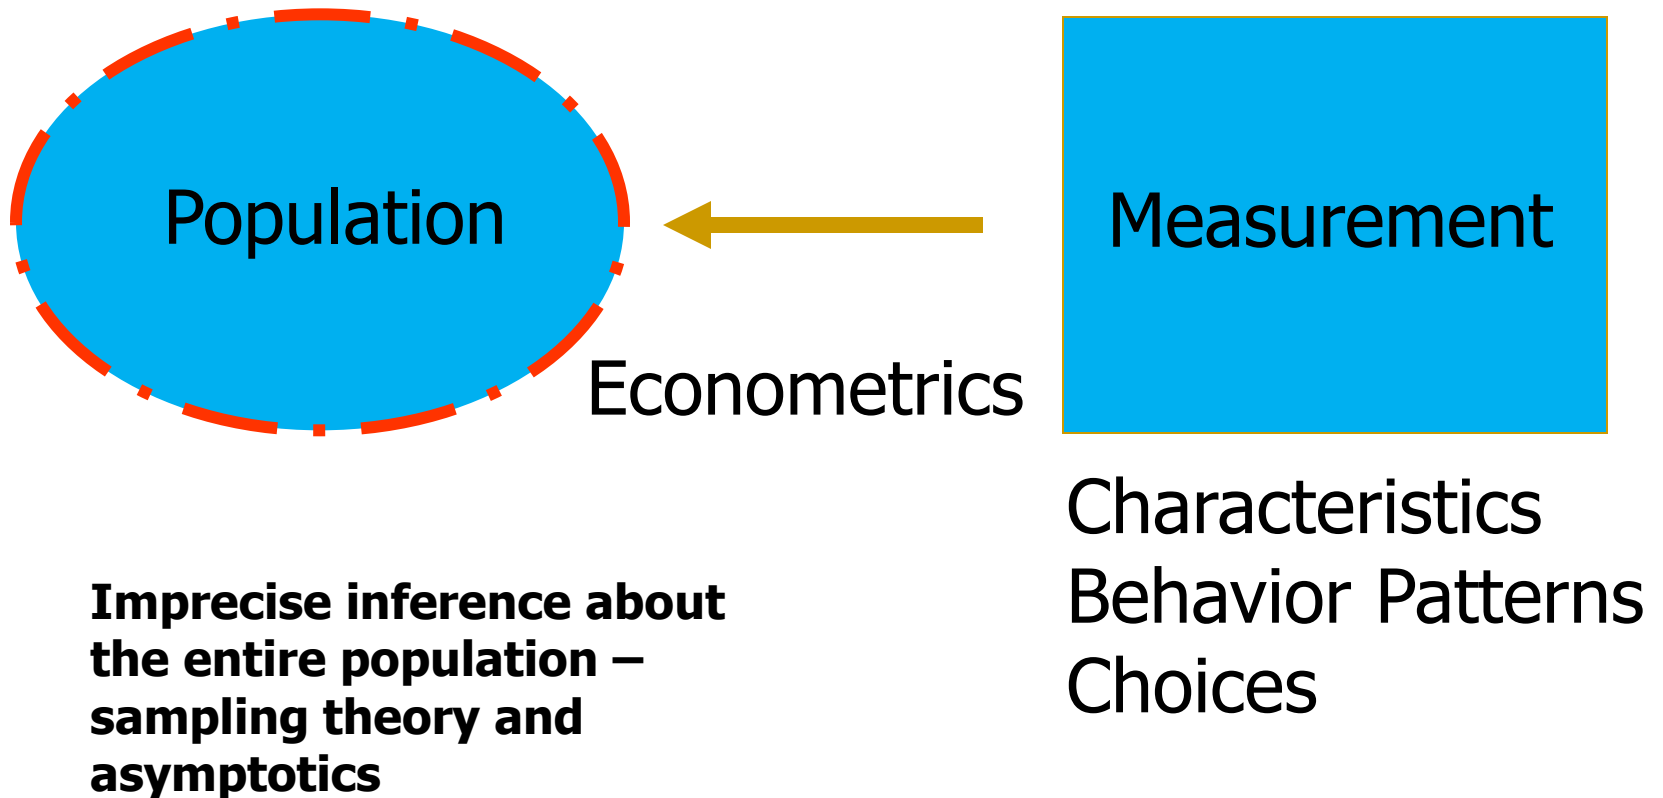 Population
Measurement
Econometrics
Characteristics
Behavior Patterns
Choices
Imprecise inference about
the entire population –
sampling theory and
asymptotics